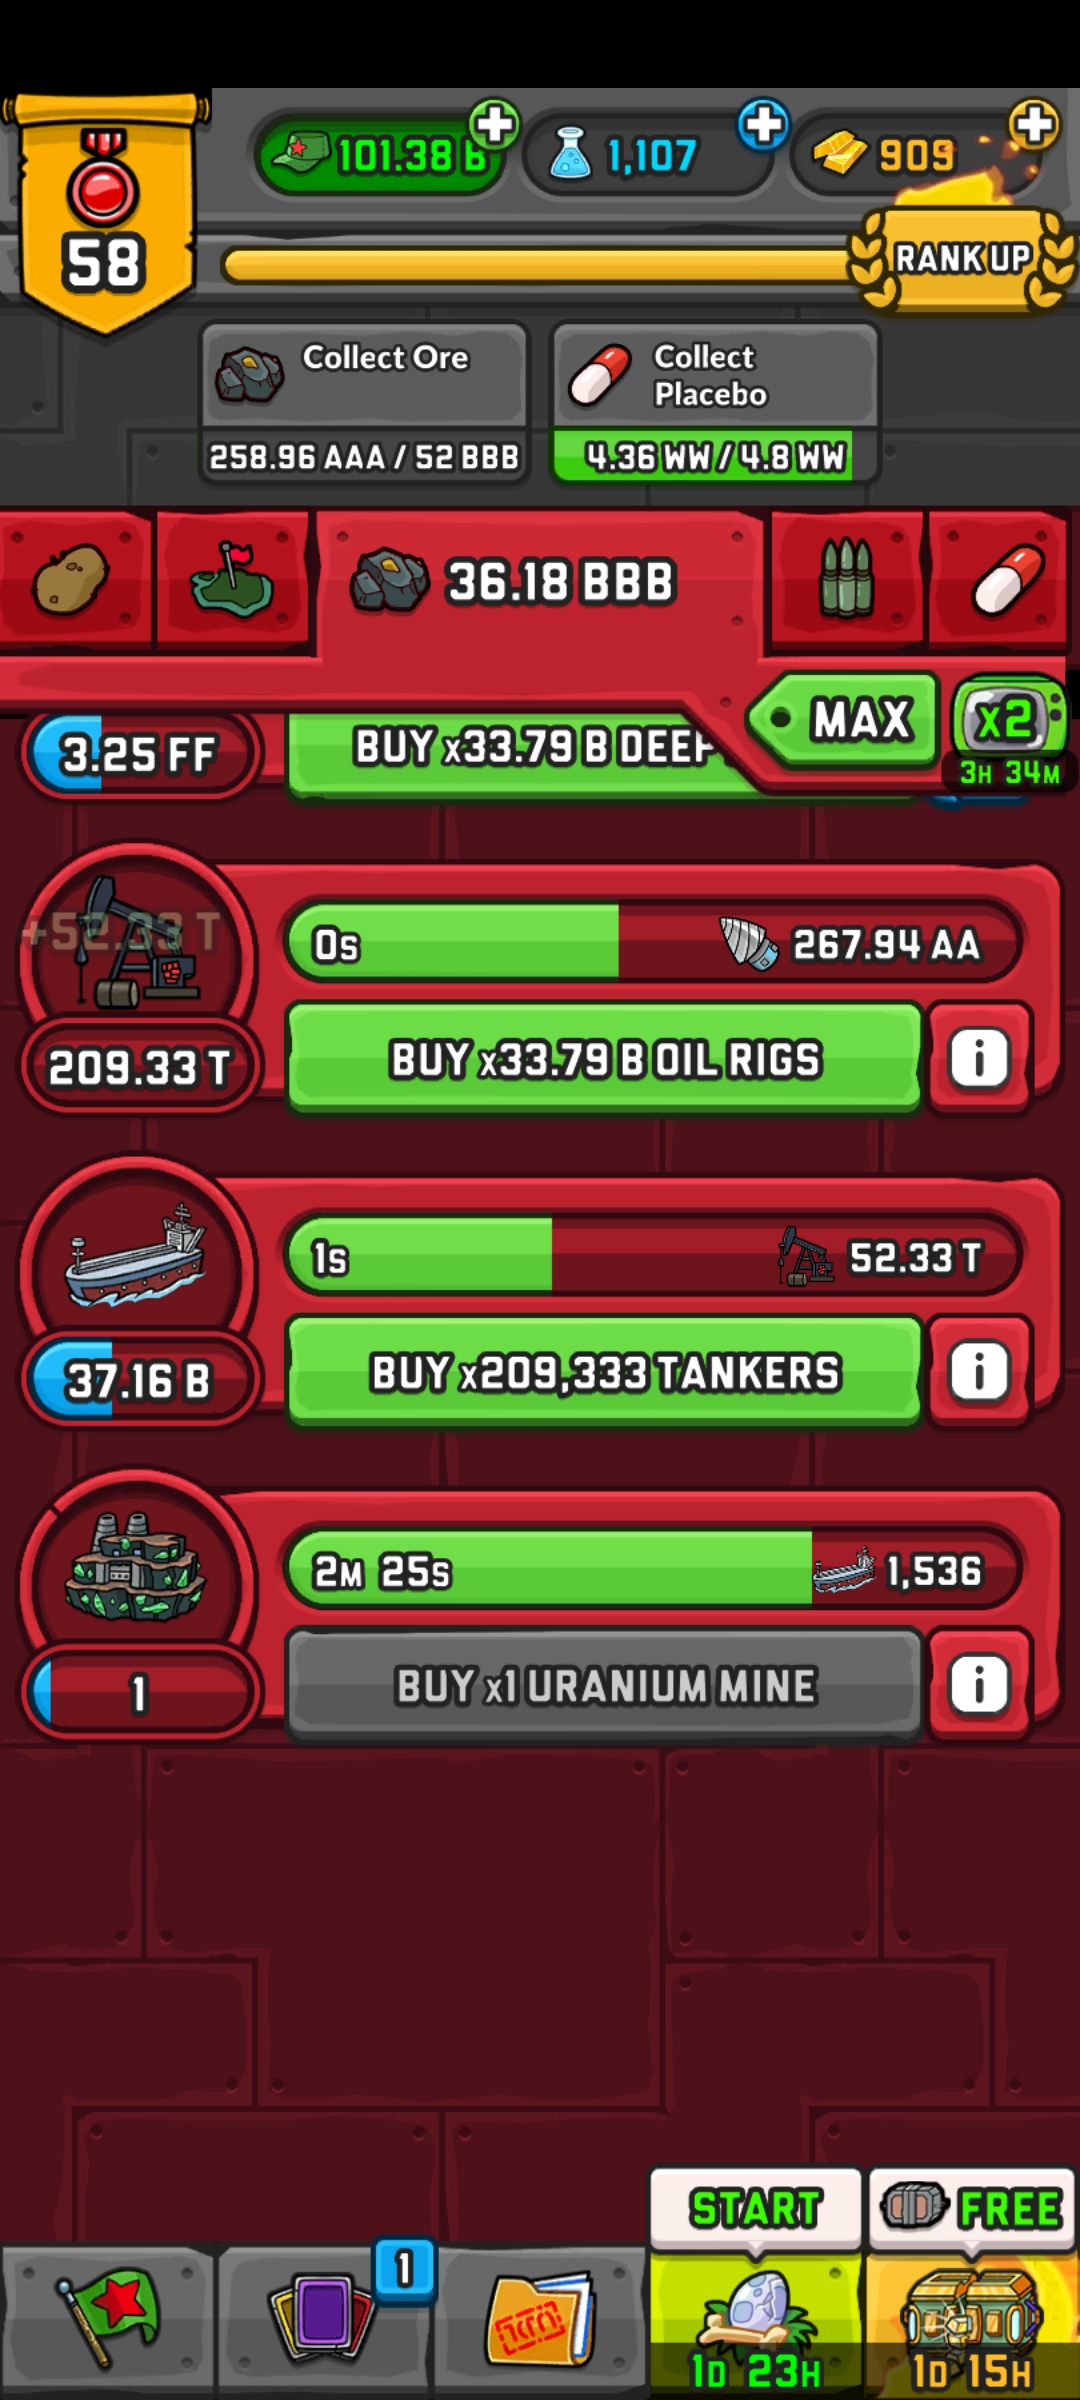 101.38 B
1,107
909
58
RANK UP
Collect Ore
258.96 AAA / 52 BBB
Collect
Placebo
4.36 WW / 4.8 WW
36.18 BBB
MAX
x2
3H 34M
3.25 FF
BUY x33.79 B DEEP
+52.33 T
0s
267.94 AA
209.33 T
BUY x33.79 B OIL RIGS
i
1s
52.33 T
37.16 B
BUY x209,333 TANKERS
i
2M 25s
1,536
1
BUY x1 URANIUM MINE
i
START
FREE
1
1D 23H
1D 15H